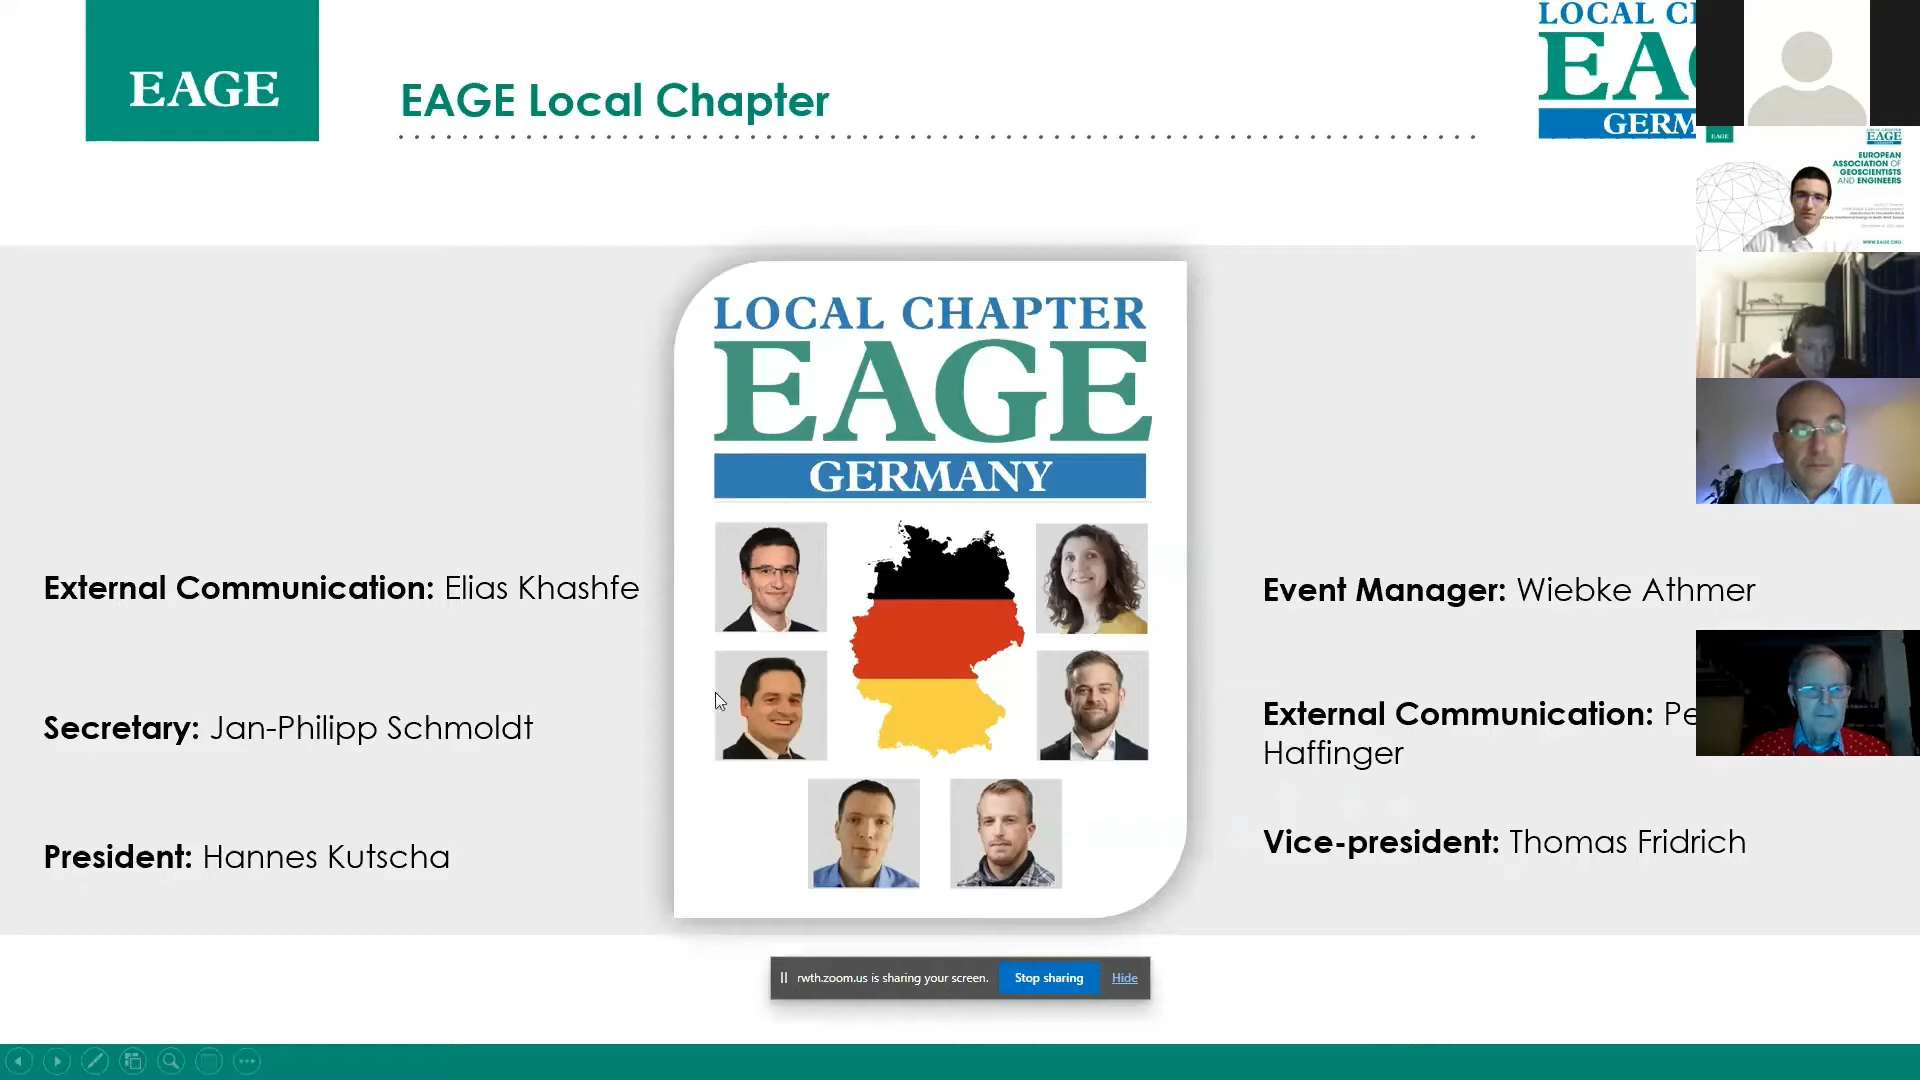 EAGE
EAGE Local Chapter
LOCAL
GERM
EAGE
LOCAL CHAPTER
EAGE
EUROPEAN
ASSOCIATION OF
GEOSCIENTISTS
AND ENGINEERS
WWW.EAGE.ORG
LOCAL CHAPTER
EAGE
GERMANY
External Communication: Elias Khashfe
Event Manager: Wiebke Athmer
Secretary: Jan-Philipp Schmoldt
External Communication: Pe
Haffinger
President: Hannes Kutscha
Vice-president: Thomas Fridrich
rwth.zoom.us is sharing your screen.
Stop sharing
Hide